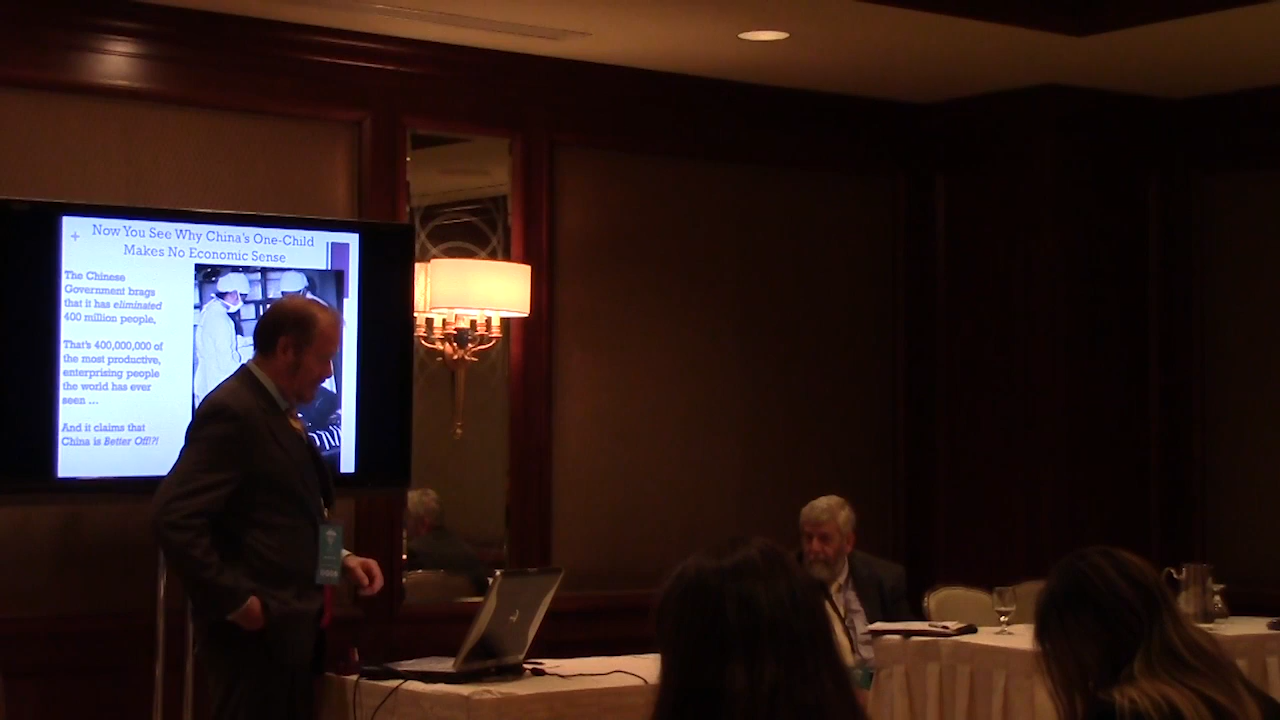 +
Now You See Why China's One-Child
Makes No Economic Sense
The Chinese
Government brags
that it has eliminated
400 million people,
That's 400,000,000 of
the most productive,
enterprising people
the world has ever
seen ...
And it claims that
China is Better Off!?!